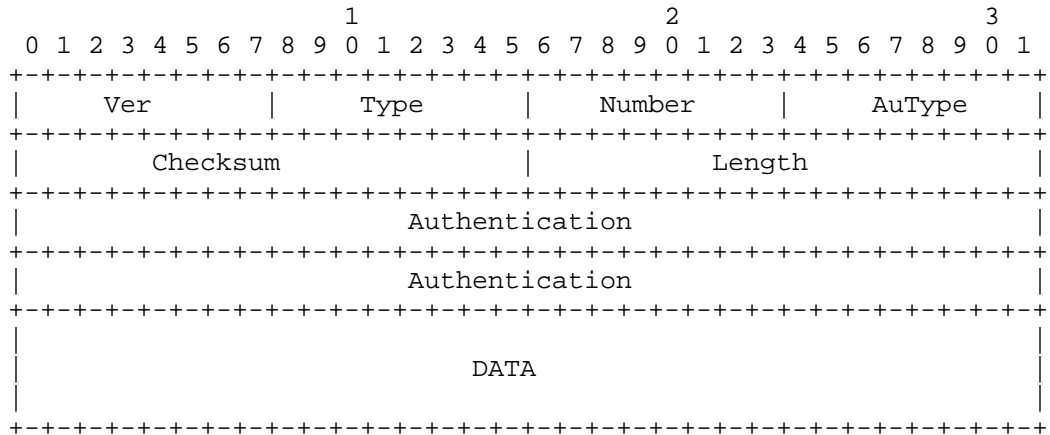 1                   2                   3
 0 1 2 3 4 5 6 7 8 9 0 1 2 3 4 5 6 7 8 9 0 1 2 3 4 5 6 7 8 9 0 1
+-+-+-+-+-+-+-+-+-+-+-+-+-+-+-+-+-+-+-+-+-+-+-+-+-+-+-+-+-+-+-+-+
|     Ver       |     Type      |    Number     |     AuType    |
+-+-+-+-+-+-+-+-+-+-+-+-+-+-+-+-+-+-+-+-+-+-+-+-+-+-+-+-+-+-+-+-+
|        Checksum               |           Length              |
+-+-+-+-+-+-+-+-+-+-+-+-+-+-+-+-+-+-+-+-+-+-+-+-+-+-+-+-+-+-+-+-+
|                        Authentication                         |
+-+-+-+-+-+-+-+-+-+-+-+-+-+-+-+-+-+-+-+-+-+-+-+-+-+-+-+-+-+-+-+-+
|                        Authentication                         |
+-+-+-+-+-+-+-+-+-+-+-+-+-+-+-+-+-+-+-+-+-+-+-+-+-+-+-+-+-+-+-+-+
|                                                               |
|                            DATA                               |
|                                                               |
+-+-+-+-+-+-+-+-+-+-+-+-+-+-+-+-+-+-+-+-+-+-+-+-+-+-+-+-+-+-+-+-+